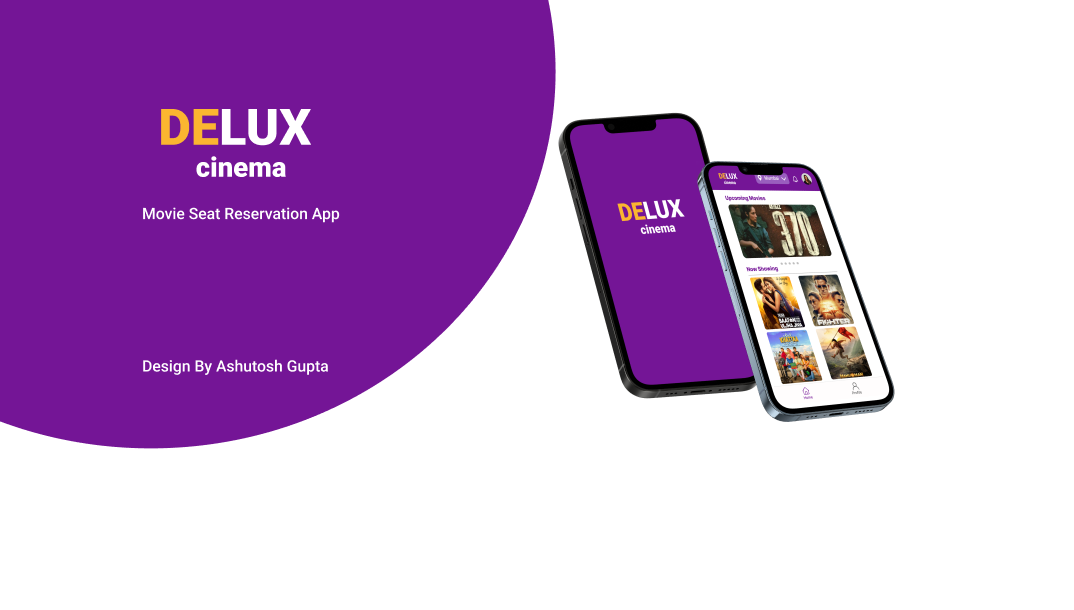 DELUX
cinema
Movie Seat Reservation App
Design By Ashutosh Gupta
DELUX
cinema
DELUX
cinema
Mumbai
Upcoming Movies
370
Now Showing
FIGHTER
Home
Profile